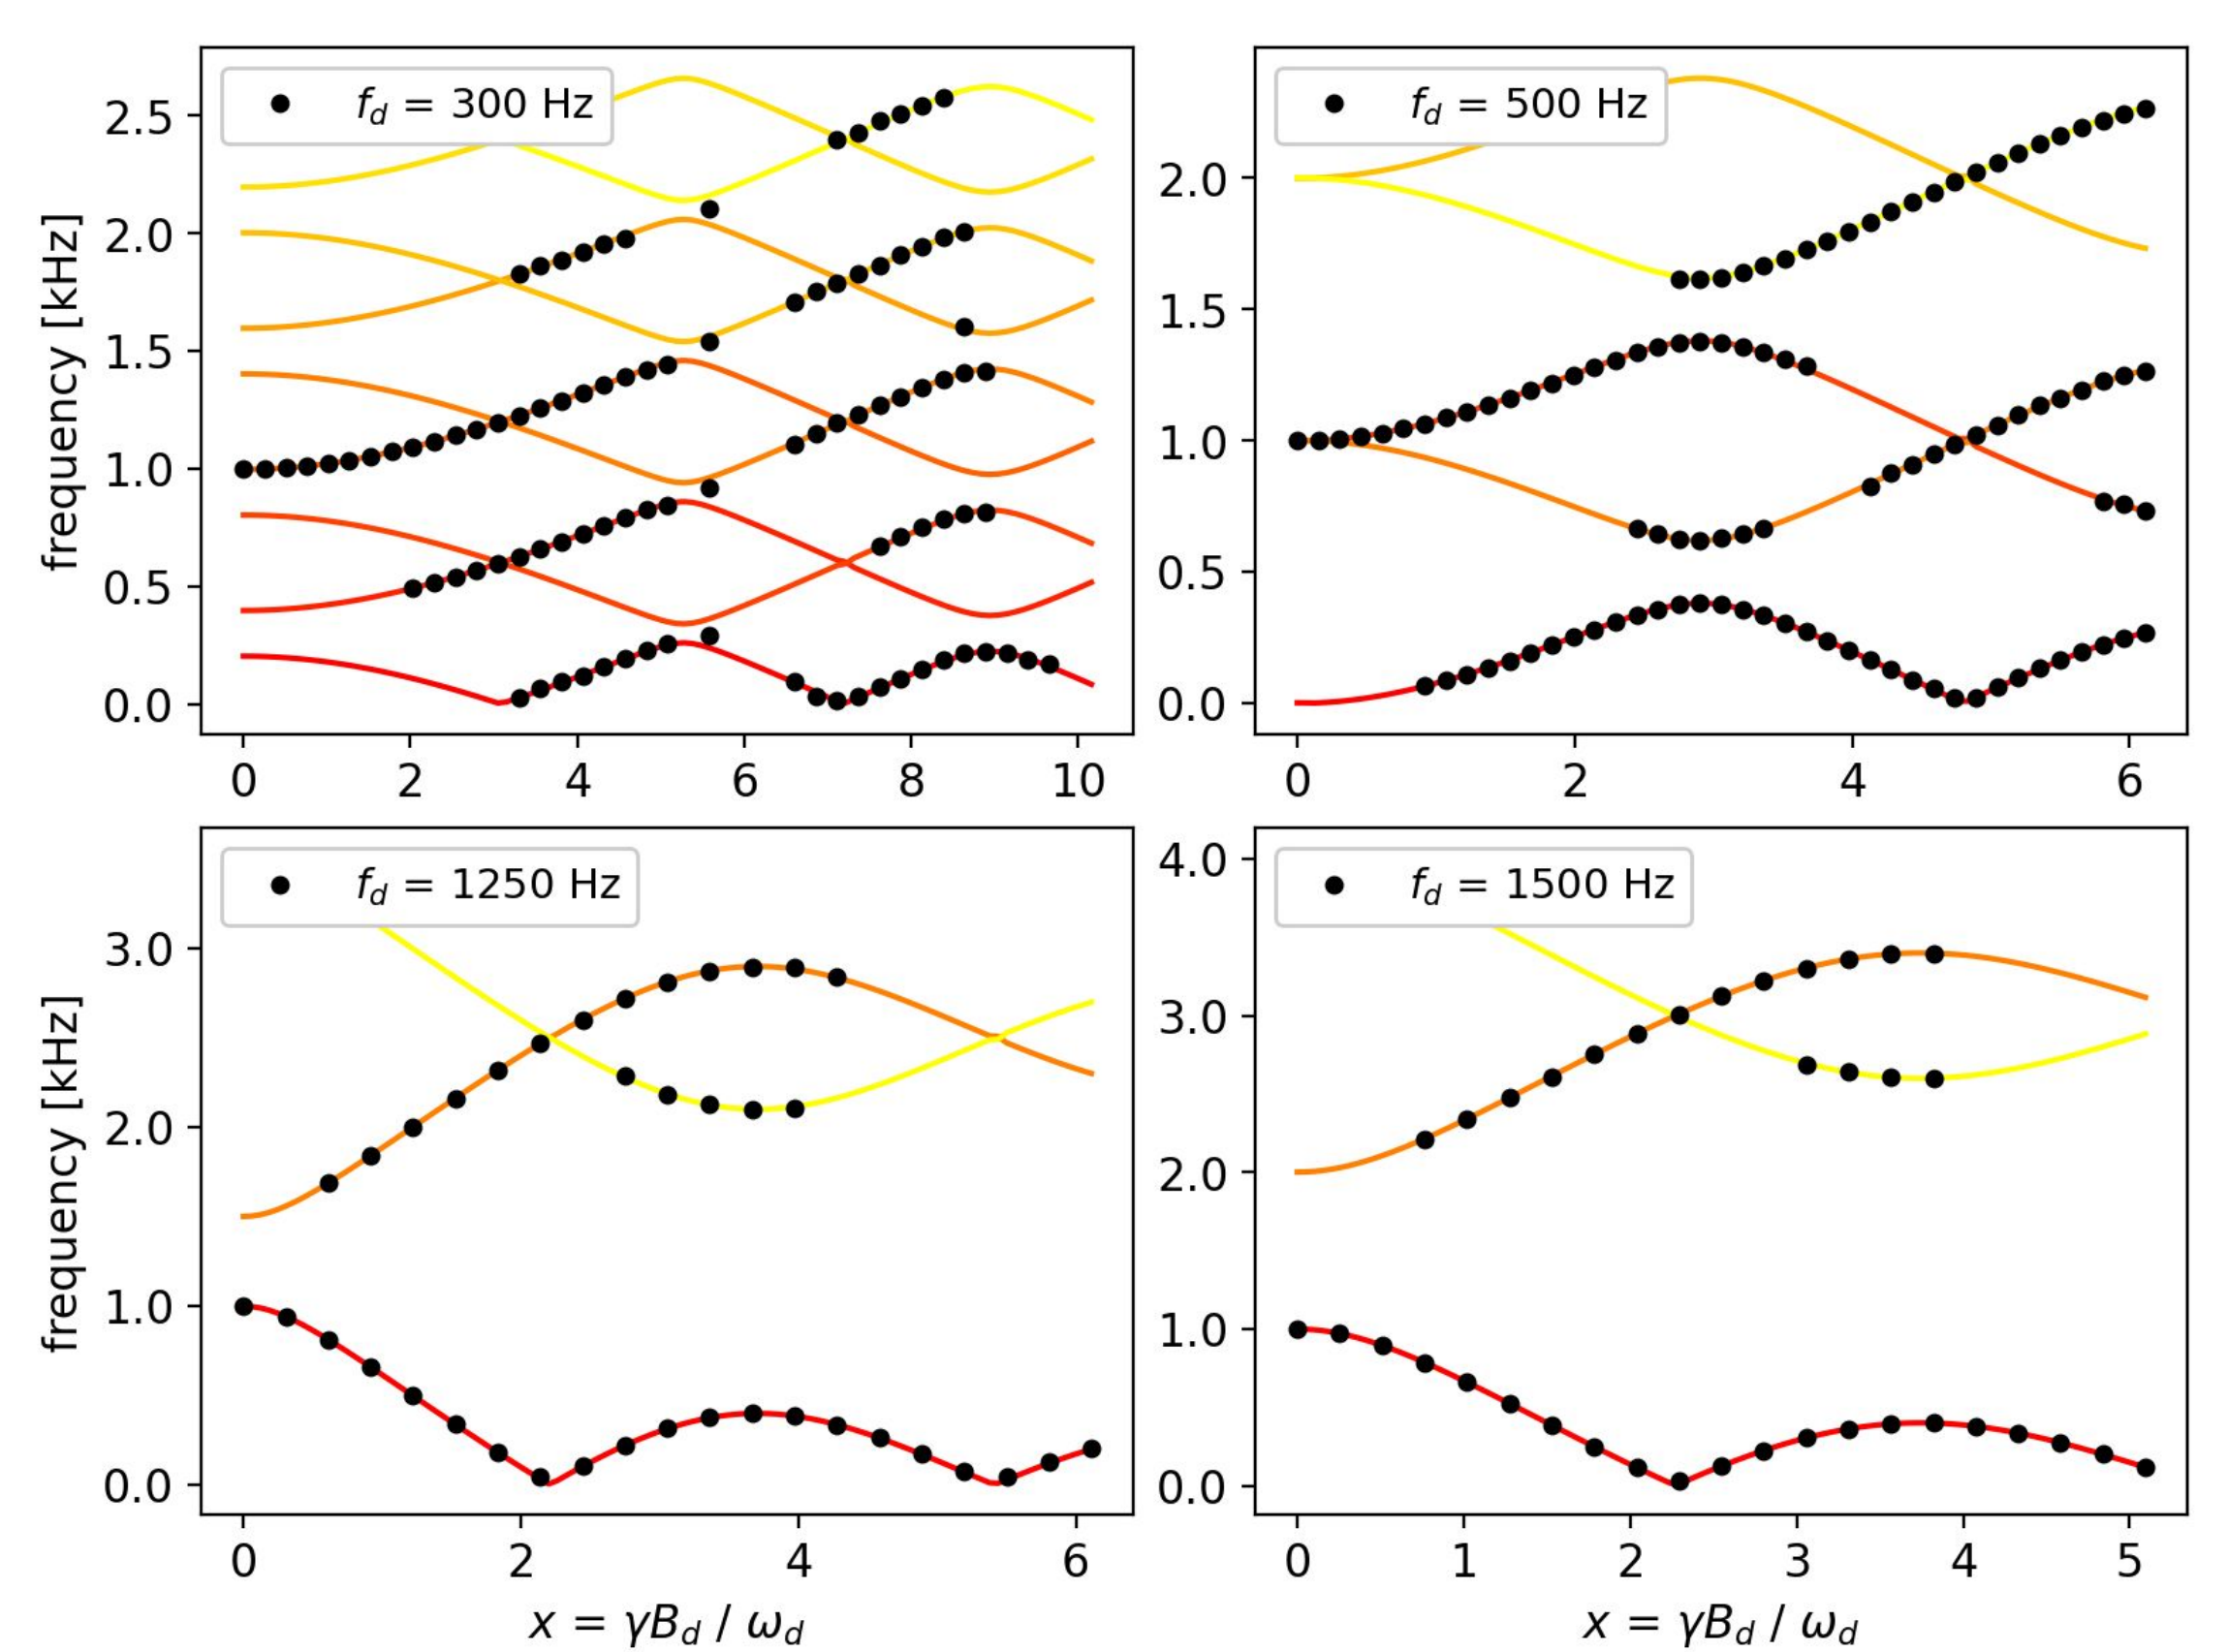 f_d = 300 Hz
frequency [kHz]
2.5
2.0
1.5
1.0
0.5
0.0
0 2 4 6 8 10
f_d = 500 Hz
2.0
1.5
1.0
0.5
0.0
0 2 4 6
f_d = 1250 Hz
frequency [kHz]
3.0
2.0
1.0
0.0
0 2 4 6
x = γB_d / ω_d
f_d = 1500 Hz
4.0
3.0
2.0
1.0
0.0
0 1 2 3 4 5
x = γB_d / ω_d